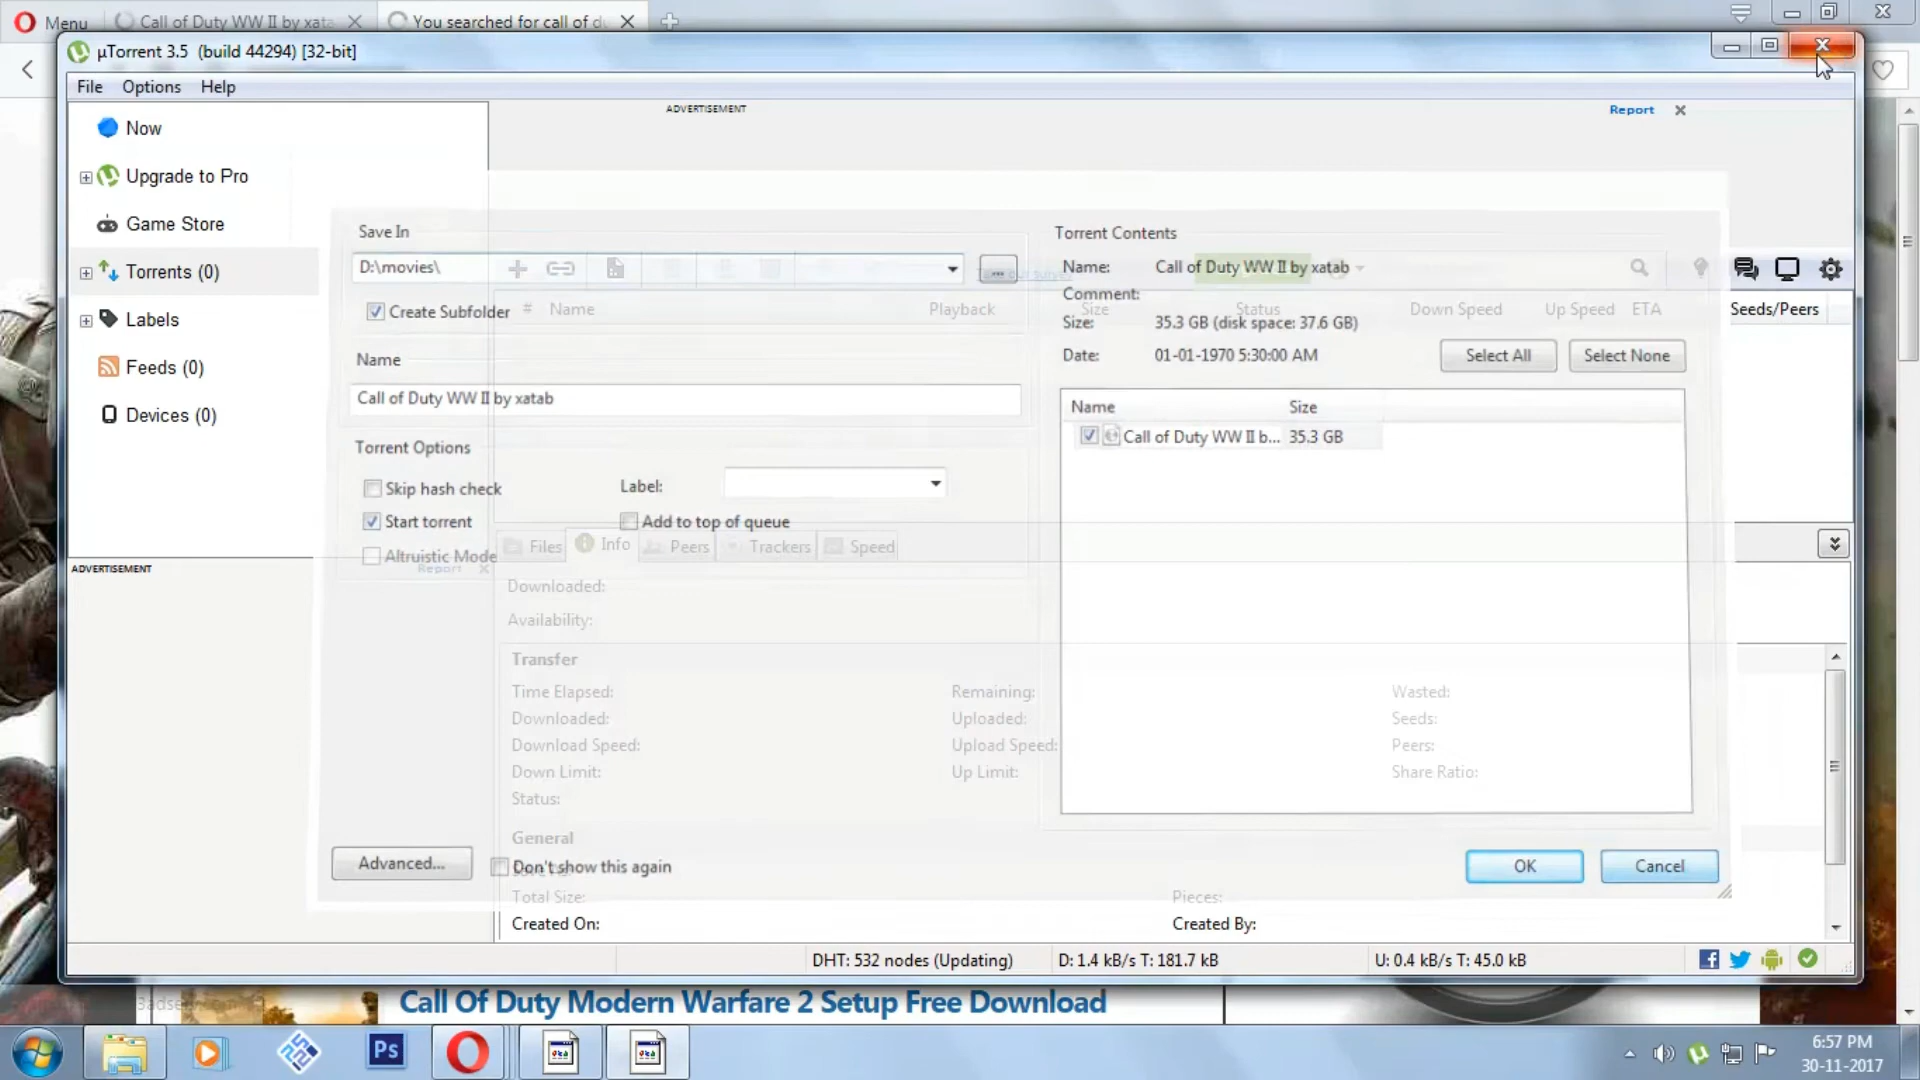 Menu
Call of Duty WW II by xata
You searched for call of d
µTorrent 3.5 (build 44294) [32-bit]
File Options Help
Now
Upgrade to Pro
Game Store
Torrents (0)
Labels
Feeds (0)
Devices (0)
ADVERTISEMENT
Report
Save In
D:\movies\
Create Subfolder
# Name Playback Size Status Down Speed Up Speed ETA Seeds/Peers
Name
Call of Duty WW II by xatab
Torrent Options
Skip hash check
Label:
Start torrent
Add to top of queue
Altruistic Mode
Torrent Contents
Name: Call of Duty WW II by xatab
Comment:
Size: 35.3 GB (disk space: 37.6 GB)
Date: 01-01-1970 5:30:00 AM
Select All
Select None
Name Size
Call of Duty WW II b... 35.3 GB
Files Info Peers Trackers Speed
ADVERTISEMENT
Report
Downloaded:
Availability:
Transfer
Time Elapsed: Remaining: Wasted:
Downloaded: Uploaded: Seeds:
Download Speed: Upload Speed: Peers:
Down Limit: Up Limit: Share Ratio:
Status:
General
Advanced...
Don't show this again
OK
Cancel
Total Size: Pieces:
Created On: Created By:
DHT: 532 nodes (Updating)
D: 1.4 kB/s T: 181.7 kB
U: 0.4 kB/s T: 45.0 kB
Call Of Duty Modern Warfare 2 Setup Free Download
Ps
6:57 PM
30-11-2017